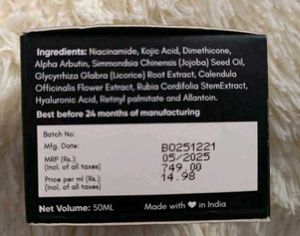 Ingredients: Niacinamide, Kojic Acid, Dimethicone,
Alpha Arbutin, Simmondsia Chinensis (Jojoba) Seed Oil,
Glycyrrhiza Glabra (Licorice) Root Extract, Calendula
Officinalis Flower Extract, Rubia Cordifolia StemExtract,
Hyaluronic Acid, Retinyl palmitate and Allantoin.
Best before 24 months of manufacturing
Batch No: B0251221
Mfg. Date: 05/2025
MRP (Rs.) 749.00
(Incl. of all taxes)
Price per ml (Rs.) 14.98
(Incl. of all taxes)
Net Volume: 50ML
Made with ❤ in India